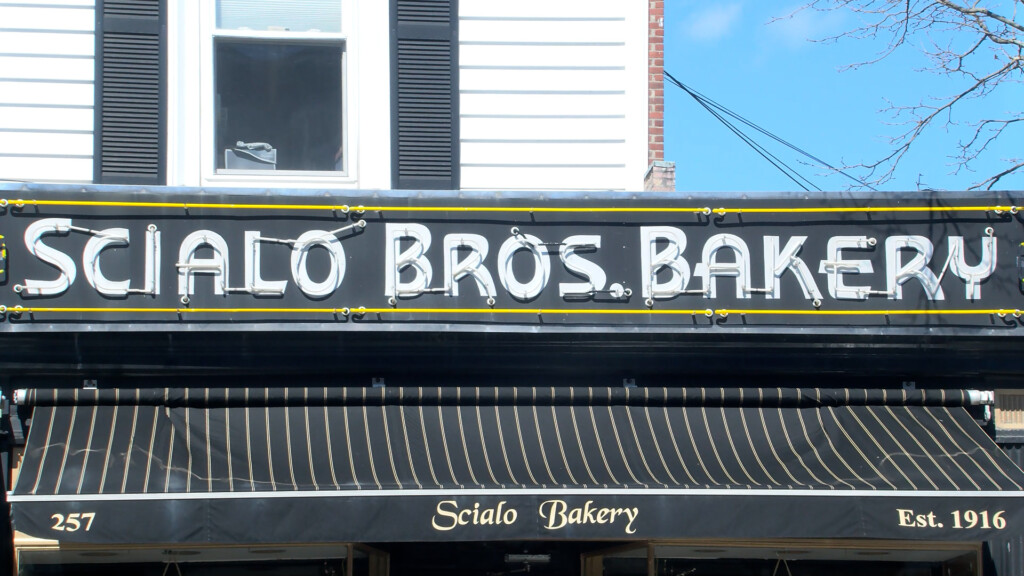 SCIALO BROS. BAKERY
257 Scialo Bakery Est. 1916